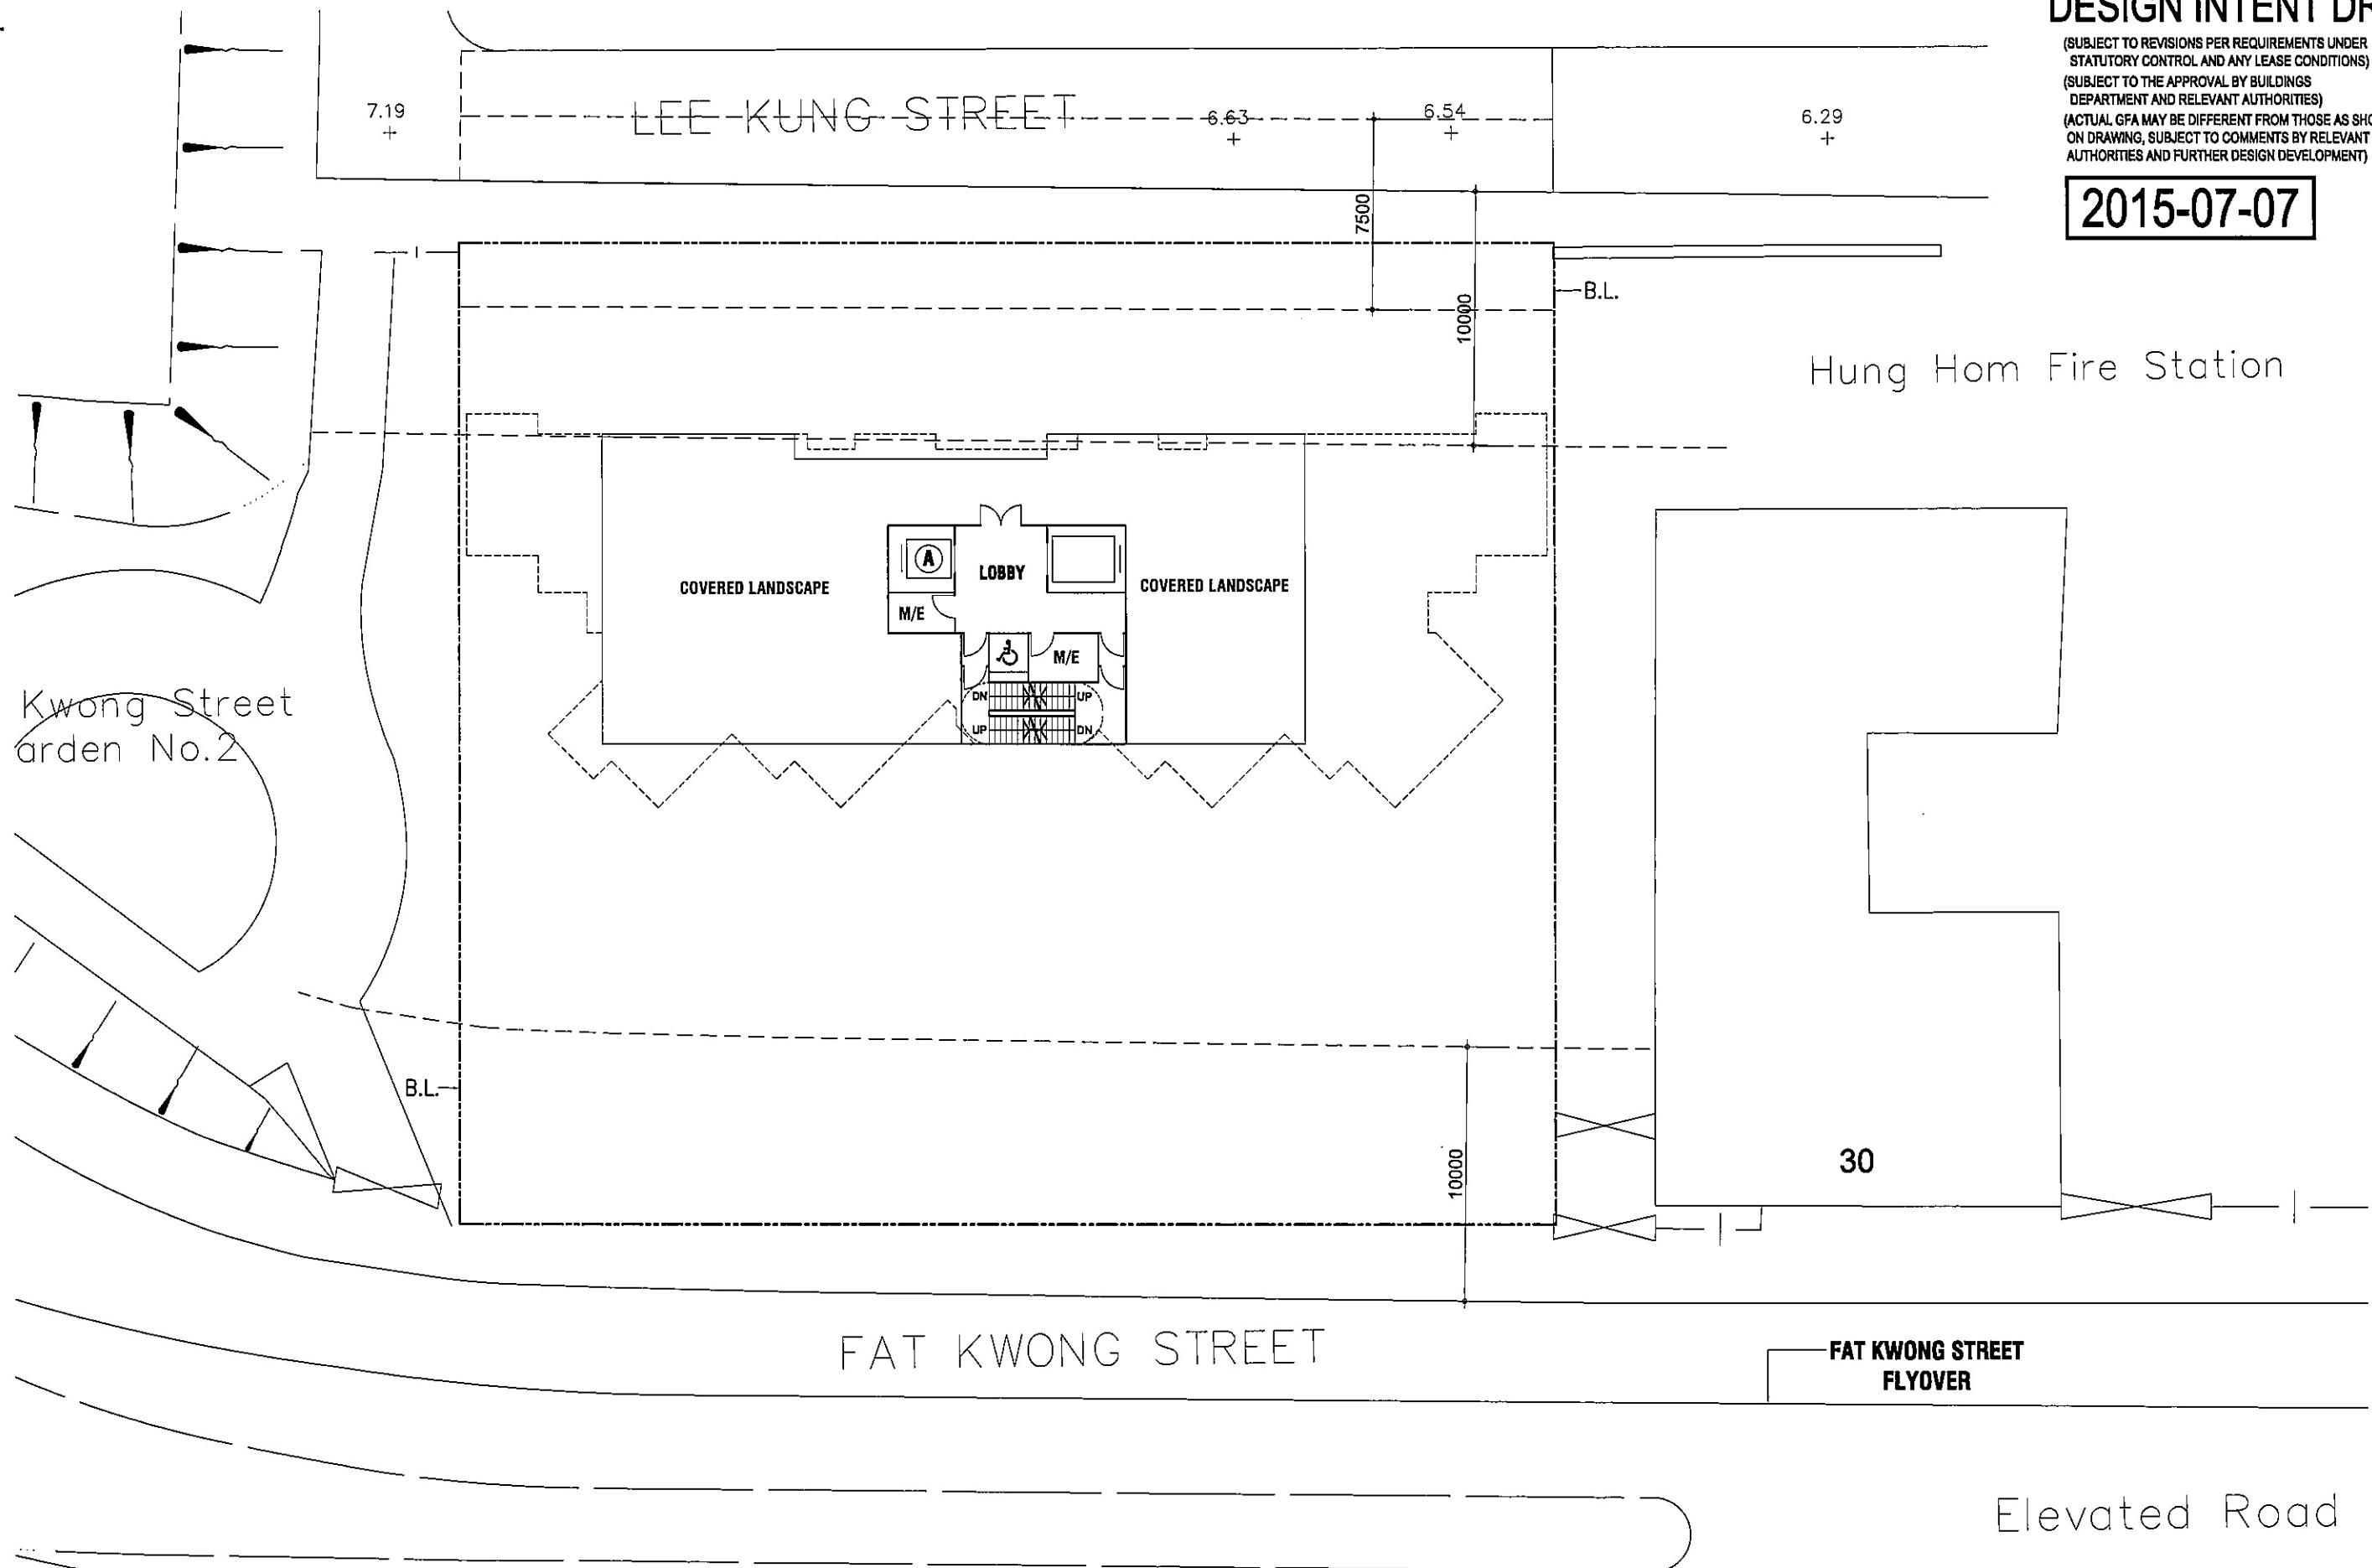 DESIGN INTENT
(SUBJECT TO REVISIONS PER REQUIREMENTS UNDER
STATUTORY CONTROL AND ANY LEASE CONDITIONS)
(SUBJECT TO THE APPROVAL BY BUILDINGS
DEPARTMENT AND RELEVANT AUTHORITIES)
(ACTUAL GFA MAY BE DIFFERENT FROM THOSE AS
ON DRAWING, SUBJECT TO COMMENTS BY RELEVANT
AUTHORITIES AND FURTHER DESIGN DEVELOPMENT)
2015-07-07
7.19
LEE KUNG STREET
6.63
6.54
6.29
7500
10000
B.L.
Hung Hom Fire Station
A
LOBBY
COVERED LANDSCAPE
COVERED LANDSCAPE
M/E
M/E
DN
UP
UP
DN
Kwong Street
arden No.2
B.L.
10000
30
FAT KWONG STREET
FAT KWONG STREET
FLYOVER
Elevated Road